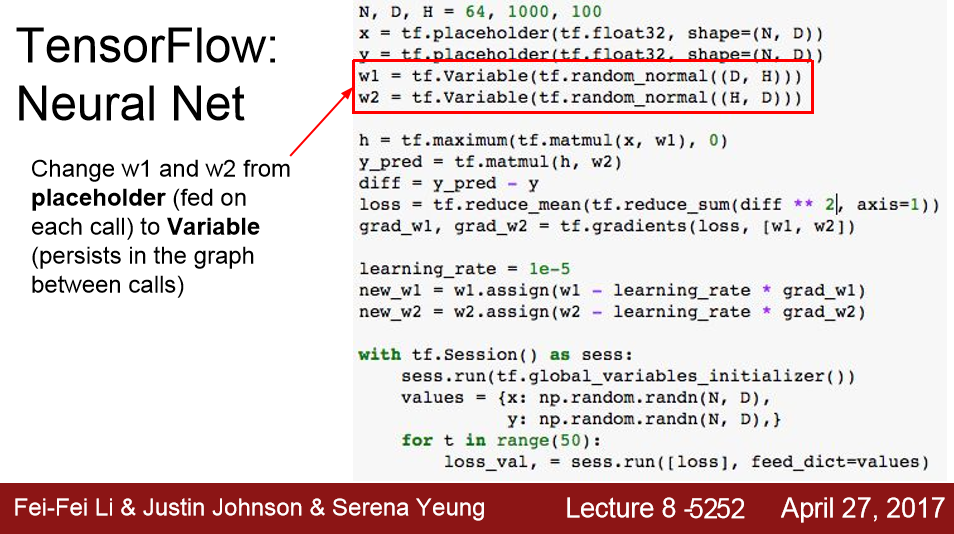 TensorFlow:
Neural Net
Change w1 and w2 from
placeholder (fed on
each call) to Variable
(persists in the graph
between calls)
N, D, H = 64, 1000, 100
x = tf.placeholder(tf.float32, shape=(N, D))
y = tf.placeholder(tf.float32, shape=(N, D))
w1 = tf.Variable(tf.random_normal((D, H)))
w2 = tf.Variable(tf.random_normal((H, D)))
h = tf.maximum(tf.matmul(x, w1), 0)
y_pred = tf.matmul(h, w2)
diff = y_pred - y
loss = tf.reduce_mean(tf.reduce_sum(diff ** 2, axis=1))
grad_w1, grad_w2 = tf.gradients(loss, [w1, w2])
learning_rate = 1e-5
new_w1 = w1.assign(w1 - learning_rate * grad_w1)
new_w2 = w2.assign(w2 - learning_rate * grad_w2)
with tf.Session() as sess:
    sess.run(tf.global_variables_initializer())
    values = {x: np.random.randn(N, D),
              y: np.random.randn(N, D),}
    for t in range(50):
        loss_val, = sess.run([loss], feed_dict=values)
Fei-Fei Li & Justin Johnson & Serena Yeung
Lecture 8 -5252
April 27, 2017